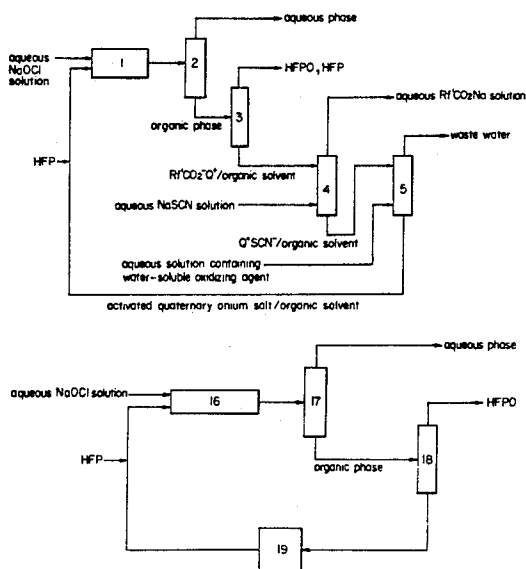 aqueous phase
aqueous
NaOCl
solution
1
2
HFPO, HFP
3
organic phase
aqueous Rf'CO2Na solution
waste water
HFP
Rf'CO2⁻Q⁺/organic solvent
4
5
aqueous NaSCN solution
Q⁺SCN⁻/organic solvent
aqueous solution containing
water-soluble oxidizing agent
activated quaternary onium salt/organic solvent
aqueous phase
aqueous NaOCl solution
16
17
HFPO
HFP
organic phase
18
19